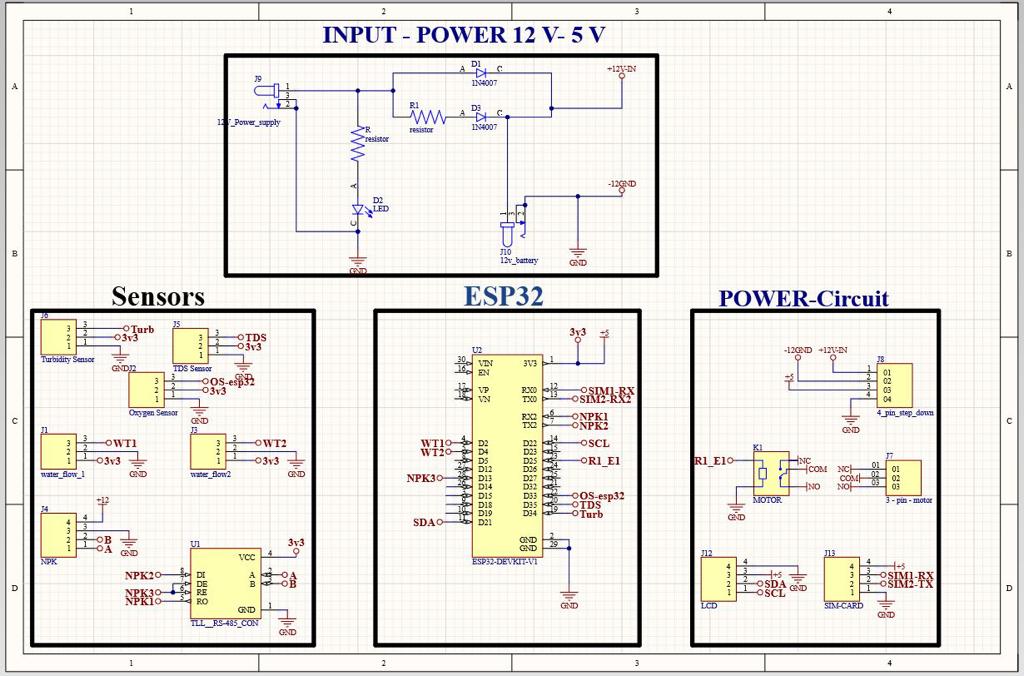 1 2 3 4
INPUT - POWER 12 V- 5 V
A
A
J9
1
3
2
12V_Power_supply
D1
A C
1N4007
+12V-IN
R1
resistor
D3
A C
1N4007
R
resistor
A
D2
LED
C
GND
-12GND
1
3
2
J10
12v_battery
GND
B
B
Sensors
ESP32
POWER-Circuit
J6
3 3 Turb
2 2 3v3
1 1
GND
Turbidity Sensor
J5
3 3 TDS
2 2 3v3
1 1
GND
TDS Sensor
J2
3 3 OS-esp32
2 2 3v3
1 1
GND
Oxygen Sensor
J1
3 3 WT1
2 2
1 1 3v3
GND
water_flow_1
J3
3 3 WT2
2 2
1 1 3v3
GND
water_flow2
J4
+12
4 4
3 3
2 2 B
1 1 A
GND
NPK
U1
3v3
VCC 4
NPK2 DI
DE
NPK3 RE
NPK1 RO
A A
B B
GND 1
GND
TLL__RS-485_CON
U2
3v3 +5
30 VIN 3V3 1
16 EN
17 VP RX0 12 SIM1-RX
18 VN TX0 13 SIM2-RX2
RX2 6 NPK1
TX2 7 NPK2
WT1 4 D2 D22 14 SCL
WT2 D4 D23
D5 D25 R1_E1
D12 D26
NPK3 D13 D27
D14 D32
D15 D33 OS-esp32
D18 D35 TDS
D19 D34 Turb
SDA D21
GND 2
GND 29
GND
ESP32-DEVKIT-V1
-12GND +12V-IN
+5
J8
1 01
2 02
3 03
4 04
GND
4_pin_step_down
K1
R1_E1
NC
COM
NO
GND
MOTOR
J7
NC 01 01
COM 02 02
NO 03 03
3 - pin - motor
J12
4 4
3 3 +5
2 2 SDA
1 1 SCL
GND
LCD
J13
4 4 +5
3 3 SIM1-RX
2 2 SIM2-TX
1 1
GND
SIM-CARD
C
C
D
D
1 2 3 4